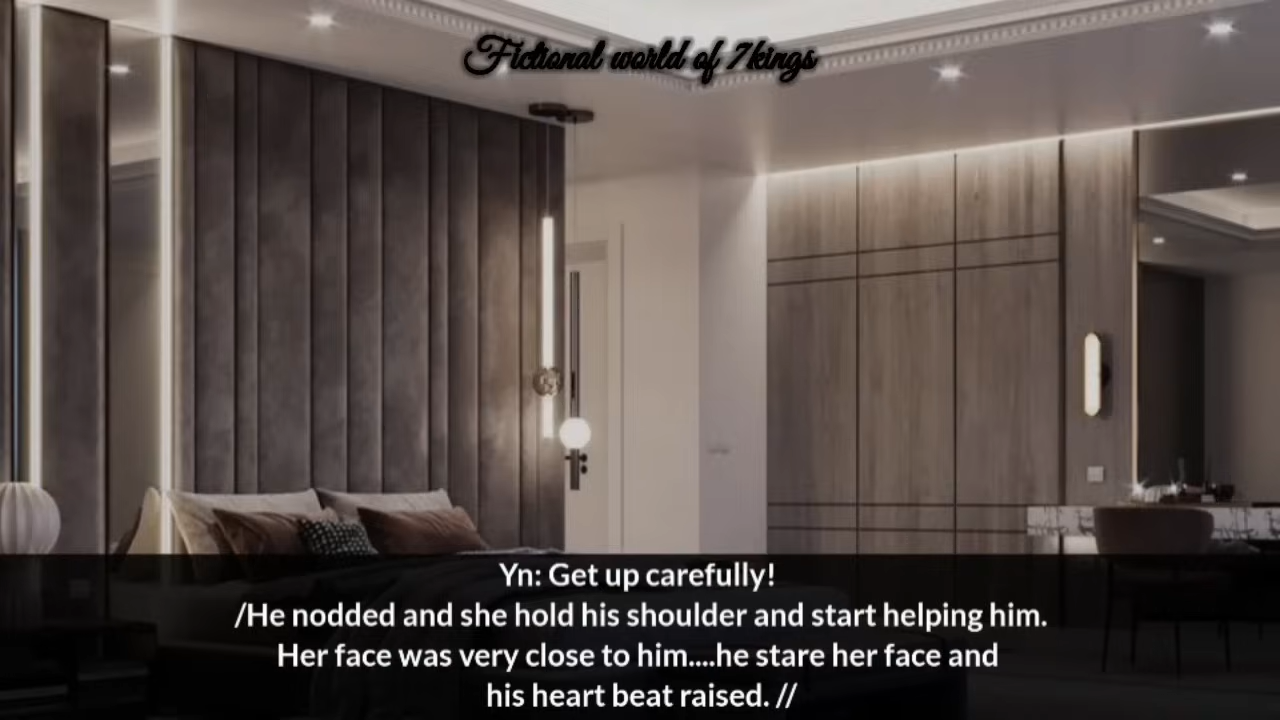 Fictional world of 7kings
Yn: Get up carefully!
/He nodded and she hold his shoulder and start helping him.
Her face was very close to him....he stare her face and
his heart beat raised. //